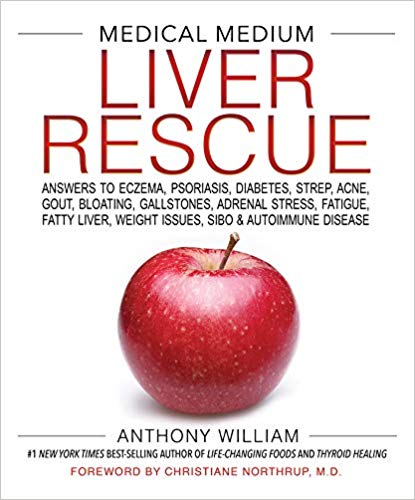 MEDICAL MEDIUM
LIVER
RESCUE
ANSWERS TO ECZEMA, PSORIASIS, DIABETES, STREP, ACNE,
GOUT, BLOATING, GALLSTONES, ADRENAL STRESS, FATIGUE,
FATTY LIVER, WEIGHT ISSUES, SIBO & AUTOIMMUNE DISEASE
ANTHONY WILLIAM
#1 NEW YORK TIMES BEST-SELLING AUTHOR OF LIFE-CHANGING FOODS AND THYROID HEALING
FOREWORD BY CHRISTIANE NORTHRUP, M.D.